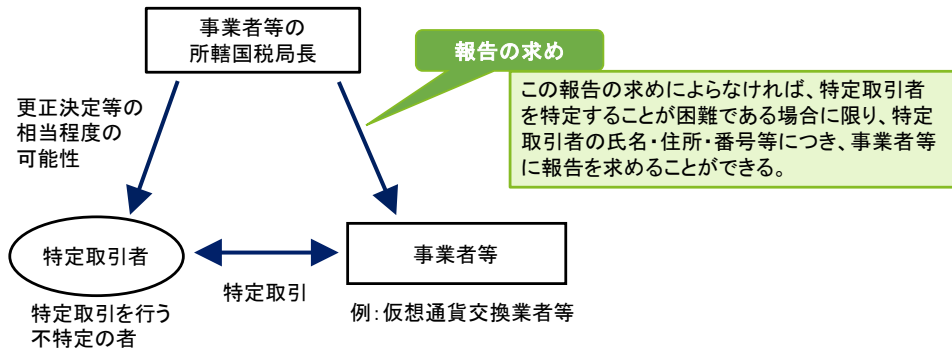 事業者等の
所轄国税局長
報告の求め
この報告の求めによらなければ、特定取引者
を特定することが困難である場合に限り、特定
取引者の氏名・住所・番号等につき、事業者等
に報告を求めることができる。
更正決定等の
相当程度の
可能性
特定取引者
事業者等
特定取引
特定取引を行う
不特定の者
例：仮想通貨交換業者等